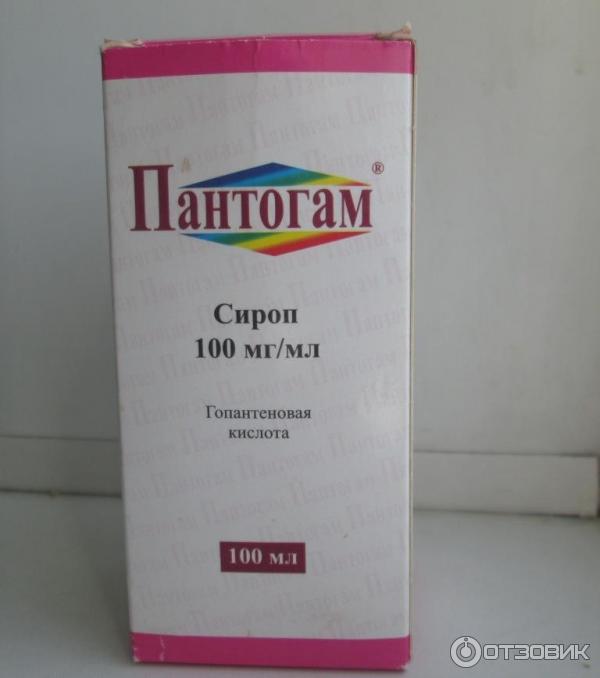 Пантогам®
Сироп
100 мг/мл
Гопантеновая
кислота
100 мл
ОТЗОВИК